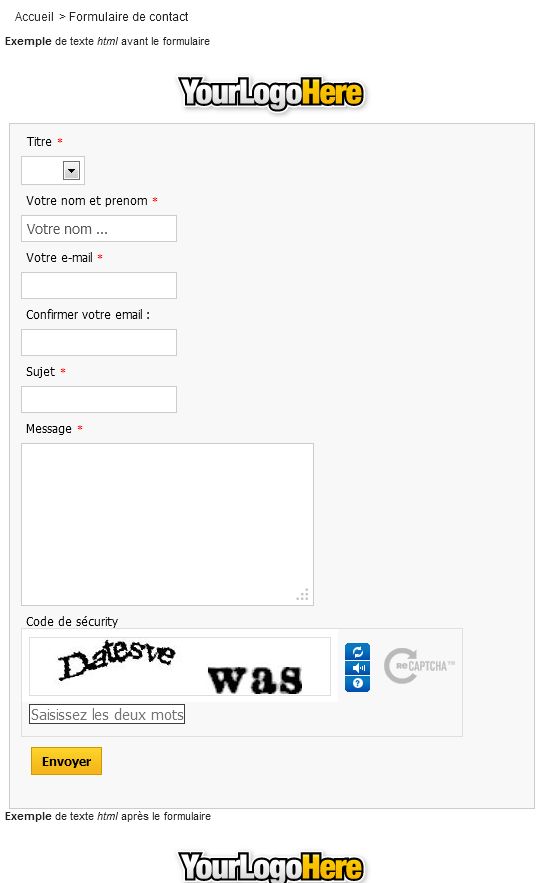 Accueil > Formulaire de contact
Exemple de texte html avant le formulaire
YourLogoHere
Titre *
Votre nom et prenom *
Votre nom ...
Votre e-mail *
Confirmer votre email :
Sujet *
Message *
Code de sécurity
Datesve was
reCAPTCHA™
Saisissez les deux mots
Envoyer
Exemple de texte html après le formulaire
YourLogoHere